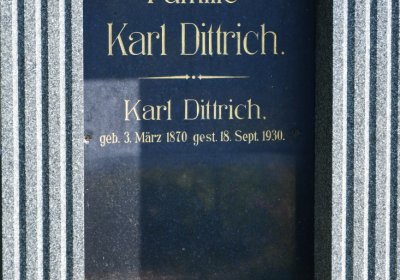 Familie
Karl Dittrich.
Karl Dittrich.
geb. 3. März 1870 gest. 18. Sept. 1930.